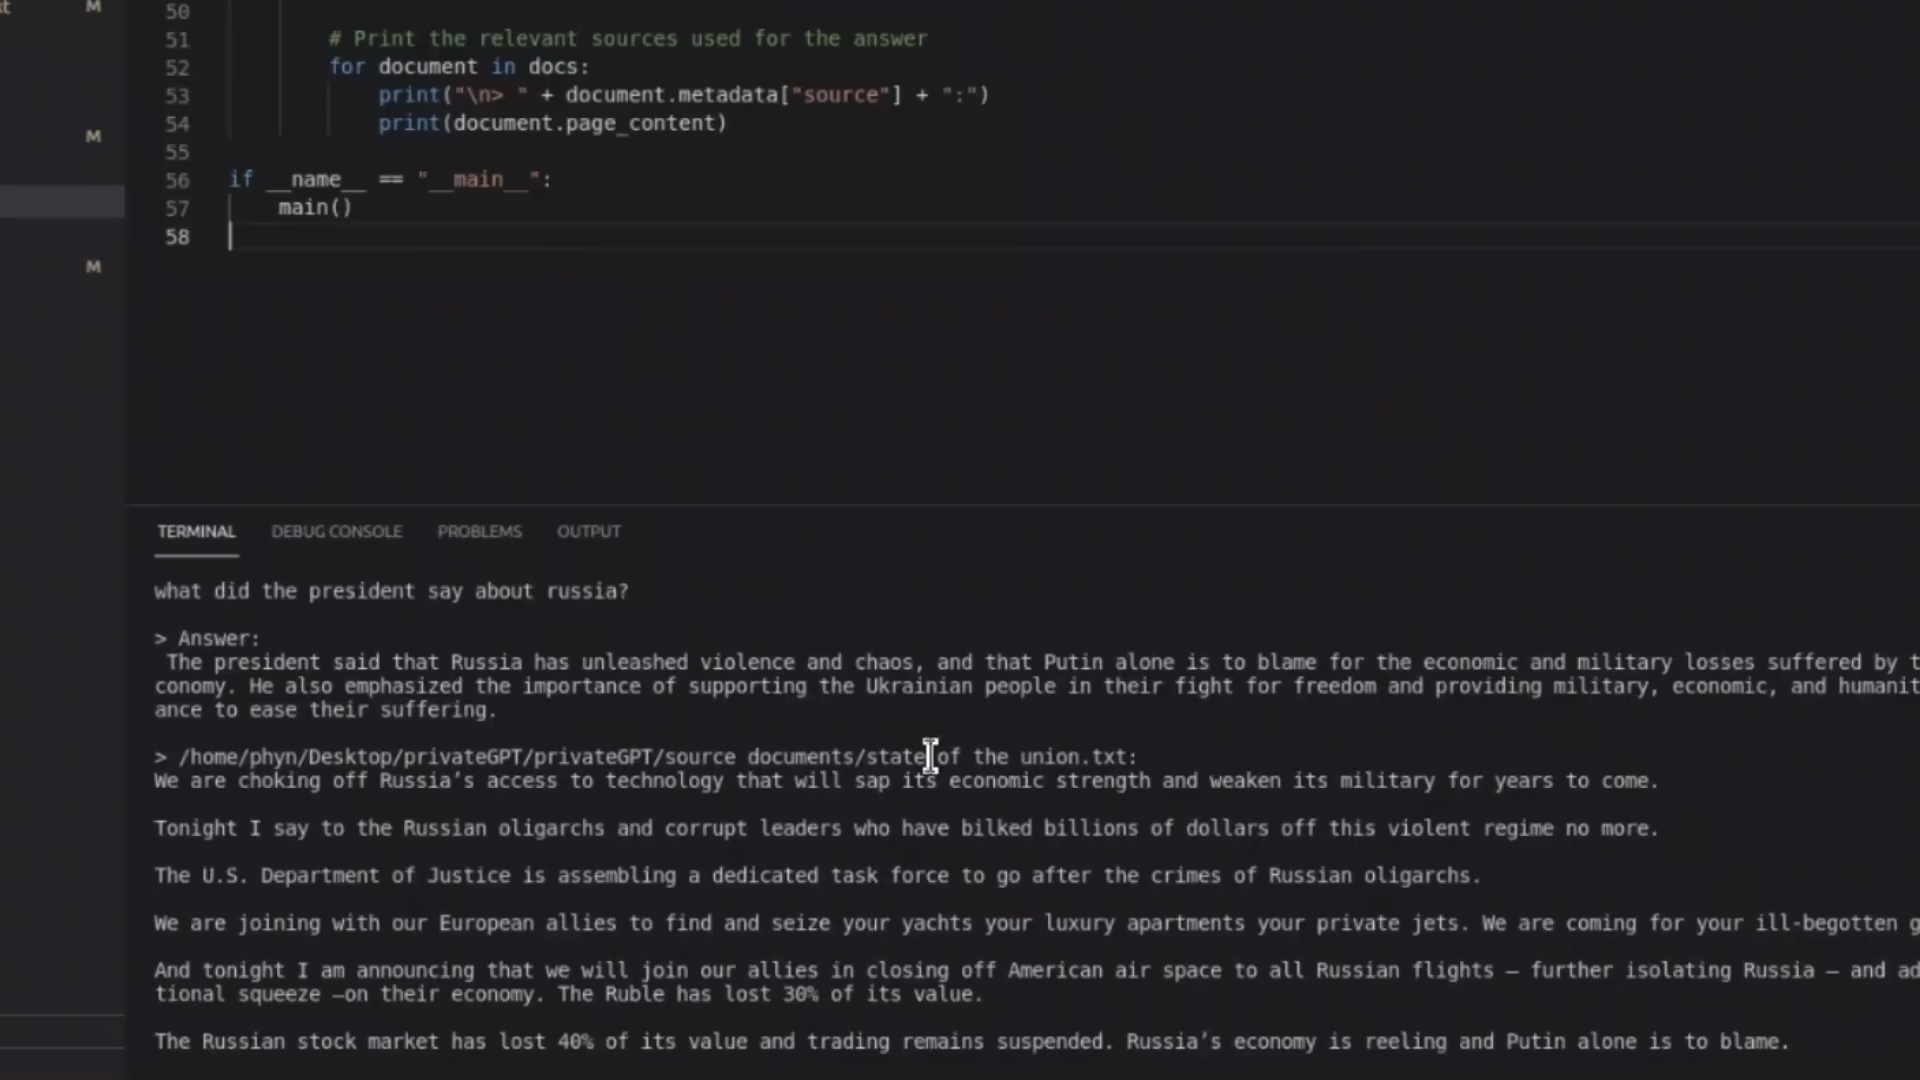 M
50
51 # Print the relevant sources used for the answer
52 for document in docs:
53 print("\n> " + document.metadata["source"] + ":")
54 print(document.page_content)
M
55
56 if __name__ == "__main__":
57 main()
58
M
TERMINAL DEBUG CONSOLE PROBLEMS OUTPUT
what did the president say about russia?
> Answer:
The president said that Russia has unleashed violence and chaos, and that Putin alone is to blame for the economic and military losses suffered by t
conomy. He also emphasized the importance of supporting the Ukrainian people in their fight for freedom and providing military, economic, and humanit
ance to ease their suffering.
> /home/phyn/Desktop/privateGPT/privateGPT/source documents/state of the union.txt:
We are choking off Russia’s access to technology that will sap its economic strength and weaken its military for years to come.
Tonight I say to the Russian oligarchs and corrupt leaders who have bilked billions of dollars off this violent regime no more.
The U.S. Department of Justice is assembling a dedicated task force to go after the crimes of Russian oligarchs.
We are joining with our European allies to find and seize your yachts your luxury apartments your private jets. We are coming for your ill-begotten g
And tonight I am announcing that we will join our allies in closing off American air space to all Russian flights – further isolating Russia – and ad
tional squeeze –on their economy. The Ruble has lost 30% of its value.
The Russian stock market has lost 40% of its value and trading remains suspended. Russia’s economy is reeling and Putin alone is to blame.